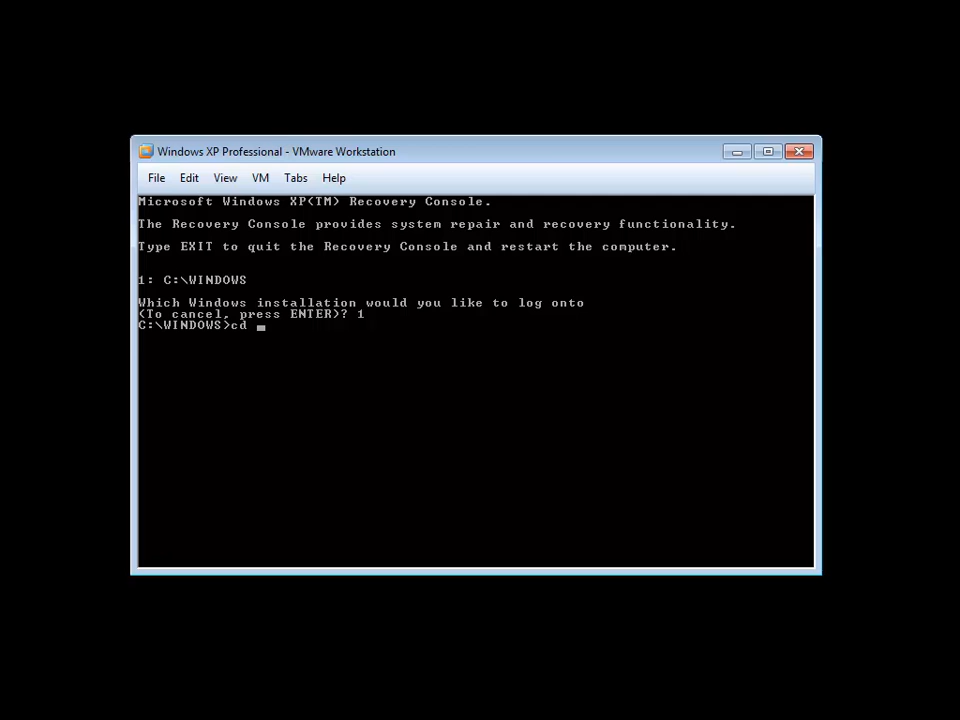 Windows XP Professional - VMware Workstation
File Edit View VM Tabs Help
Microsoft Windows XP(TM) Recovery Console.
The Recovery Console provides system repair and recovery functionality.
Type EXIT to quit the Recovery Console and restart the computer.
1: C:\WINDOWS
Which Windows installation would you like to log onto
(To cancel, press ENTER)? 1
C:\WINDOWS>cd